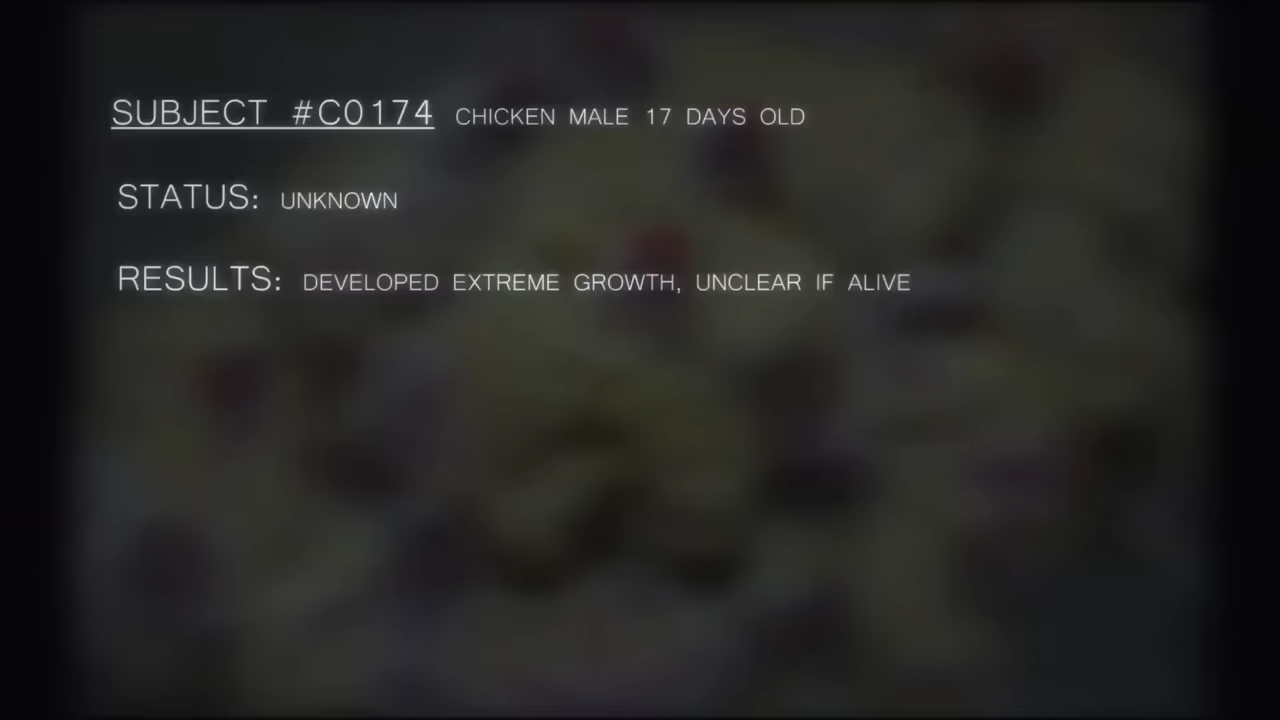 SUBJECT #C0174 CHICKEN MALE 17 DAYS OLD
STATUS: UNKNOWN
RESULTS: DEVELOPED EXTREME GROWTH, UNCLEAR IF ALIVE